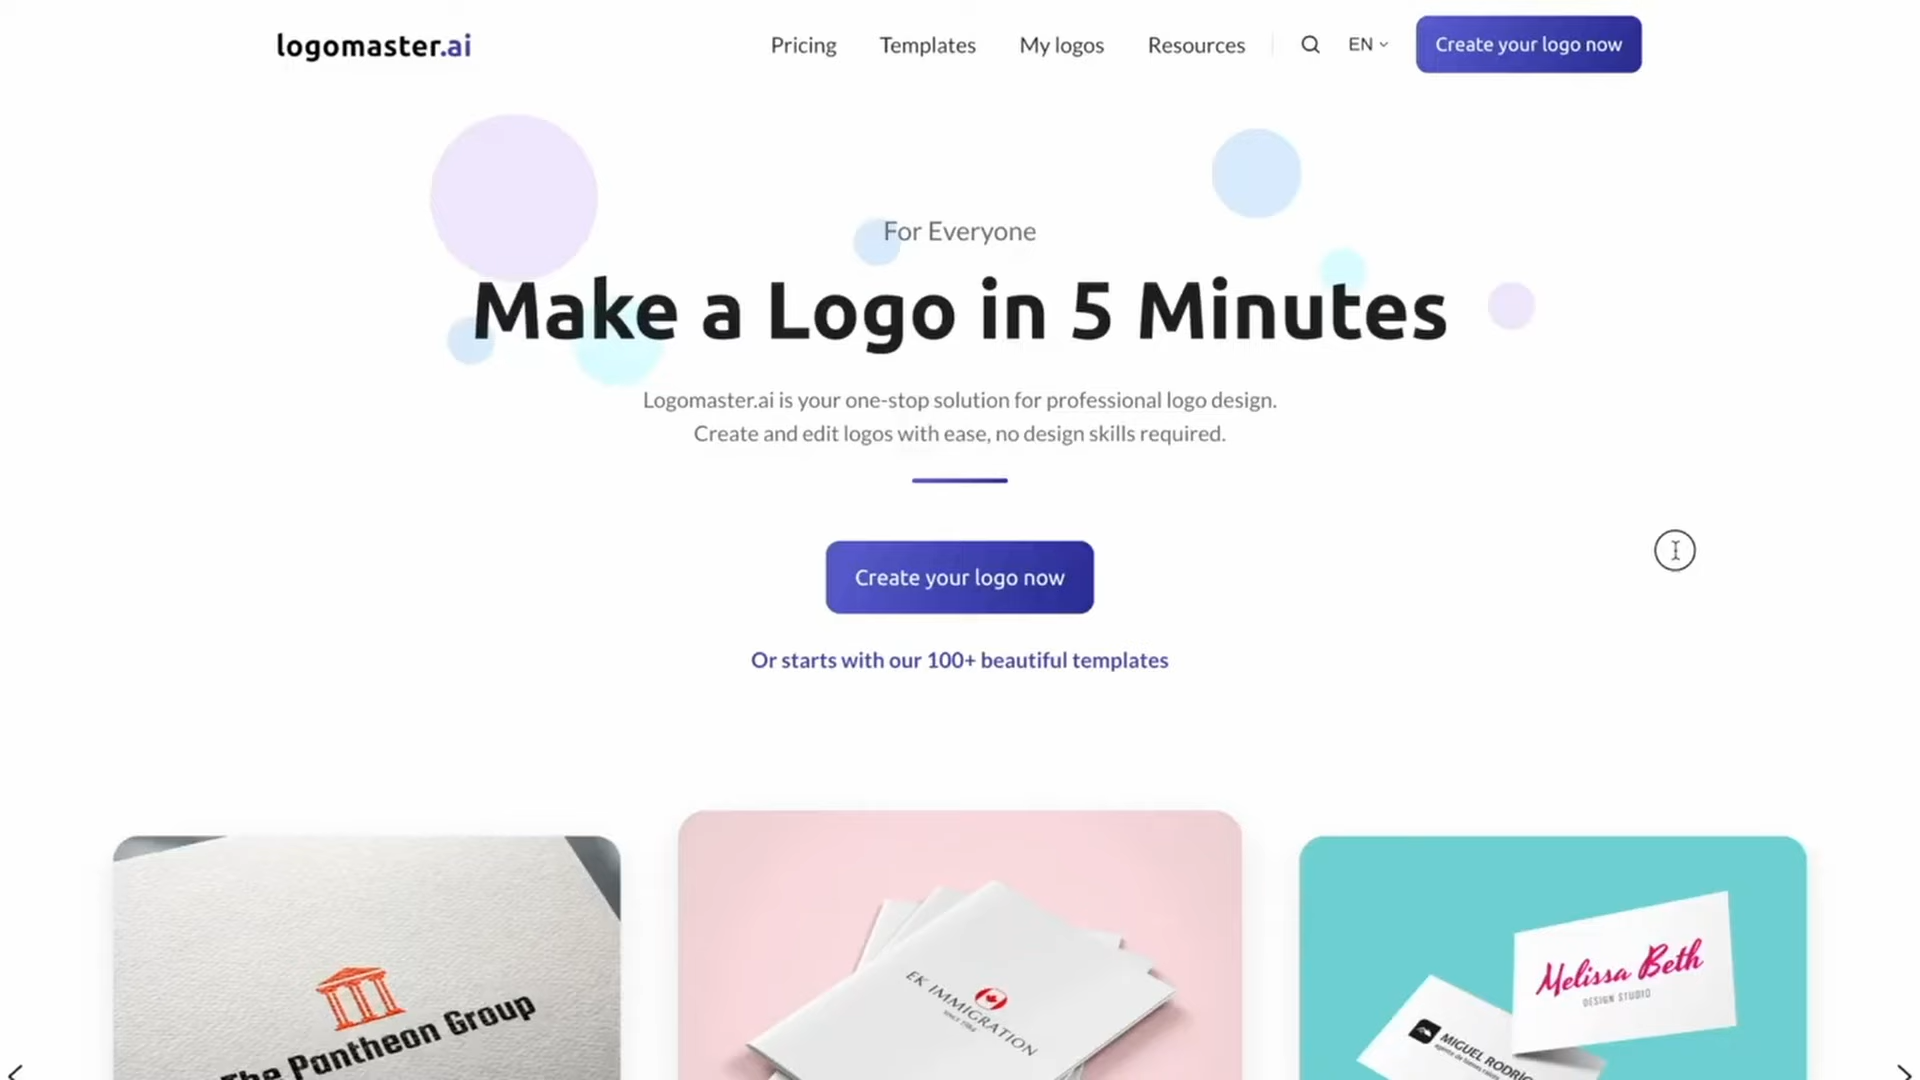 logomaster.ai
Pricing
Templates
My logos
Resources
EN
Create your logo now
For Everyone
Make a Logo in 5 Minutes
Logomaster.ai is your one-stop solution for professional logo design.
Create and edit logos with ease, no design skills required.
Create your logo now
Or starts with our 100+ beautiful templates
The Pantheon Group
EK IMMIGRATION
since 1984
Melissa Beth
DESIGN STUDIO
MIGUEL